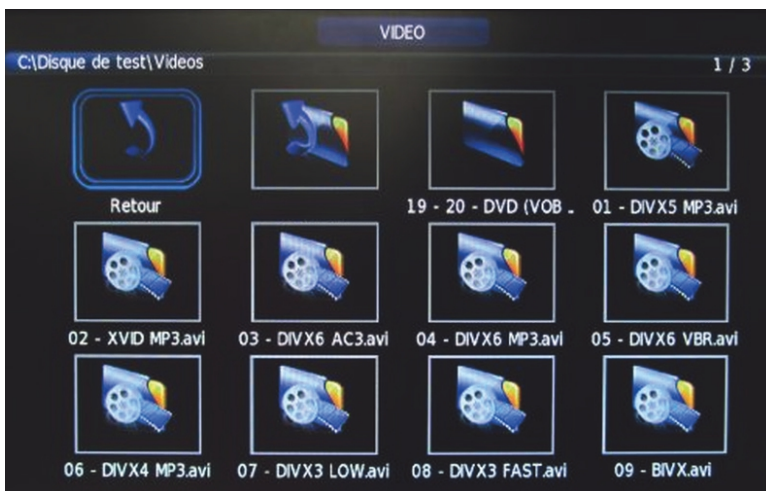 VIDEO
C:\Disque de test\Videos
1 / 3
Retour
19 - 20 - DVD (VOB ..
01 - DIVX5 MP3.avi
02 - XVID MP3.avi
03 - DIVX6 AC3.avi
04 - DIVX6 MP3.avi
05 - DIVX6 VBR.avi
06 - DIVX4 MP3.avi
07 - DIVX3 LOW.avi
08 - DIVX3 FAST.avi
09 - BIVX.avi